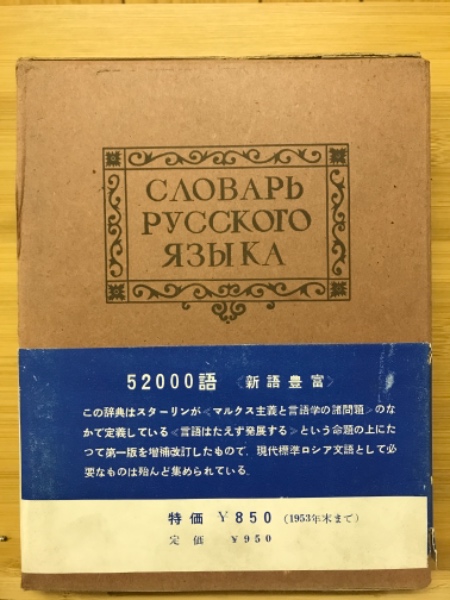 СЛОВАРЬ
РУССКОГО
ЯЗЫКА
52000語 〈新語豊富〉
この辞典はスターリンが〈マルクス主義と言語学の諸問題〉のな
かで定義している〈言語はたえず発展する〉という命題の上にた
つて第一版を増補改訂したもので，現代標準ロシア文語として必
要なものは殆んど集められている．
特価 ￥850 (1953年末まで)
定価 ￥950